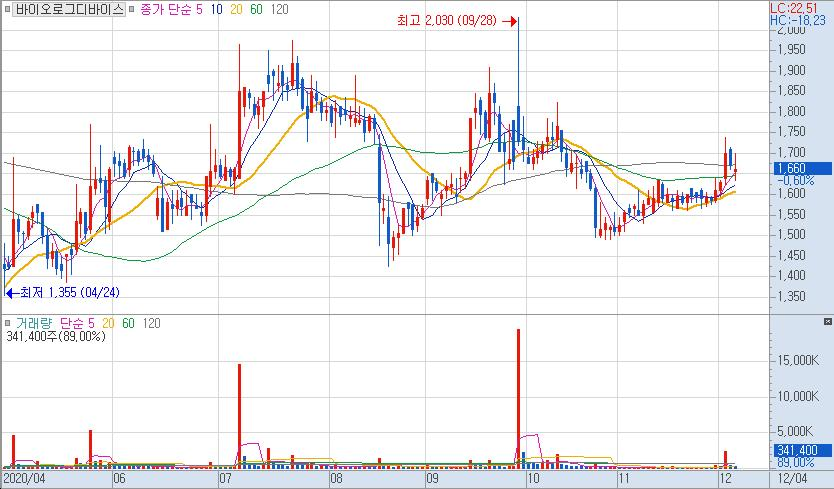 바이오로그디바이스 종가 단순 5 10 20 60 120
LC:22,51
HC:-18,23
최고 2,030 (09/28)
2,000
1,950
1,900
1,850
1,800
1,750
1,700
1,660
-0,60%
1,600
1,550
1,500
1,450
1,400
1,350
최저 1,355 (04/24)
거래량 단순 5 20 60 120
341,400주(89,00%)
15,000K
10,000K
5,000K
341,400
89,00%
2020/04 06 07 08 09 10 11 12 12/04